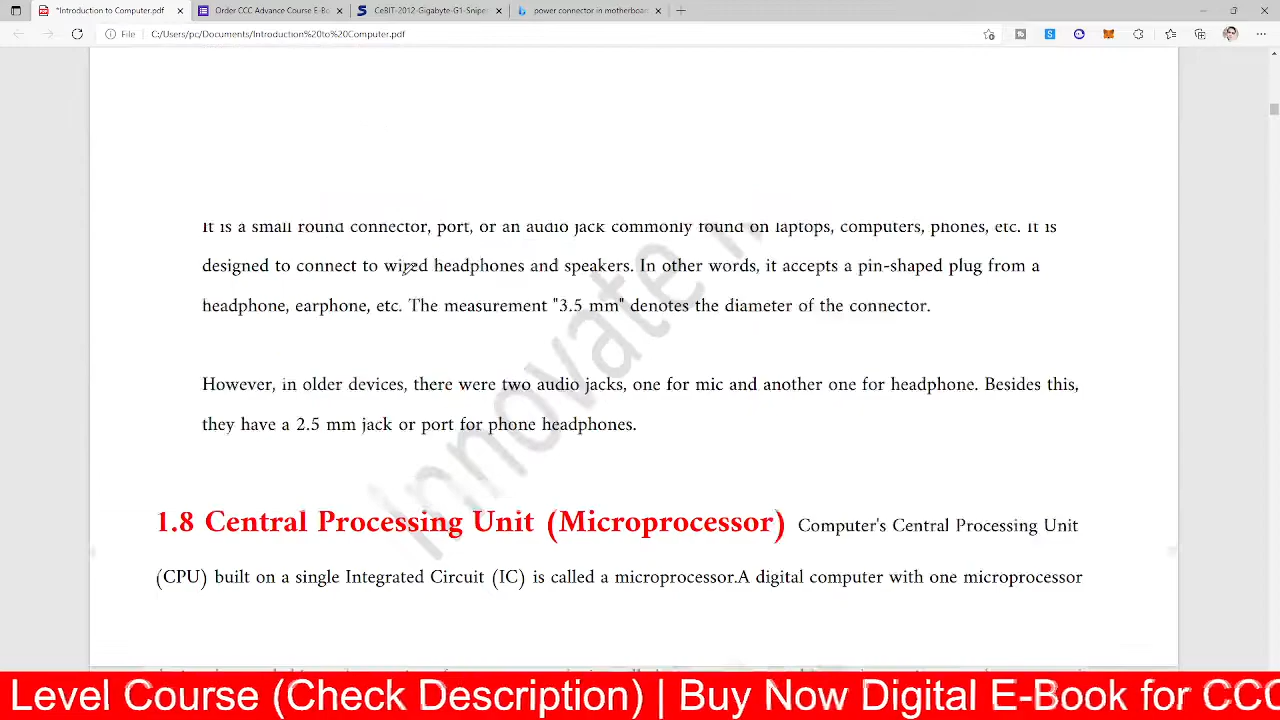 *Introduction to Computer.pdf
Order CCC Advance Course E-Bo
CeBIT-2012-Gigabyte-G1-Sniper
power connector in motherboard
File
C:/Users/pc/Documents/Introduction%20to%20Computer.pdf
It is a small round connector, port, or an audio jack commonly found on laptops, computers, phones, etc. It is
designed to connect to wired headphones and speakers. In other words, it accepts a pin-shaped plug from a
headphone, earphone, etc. The measurement "3.5 mm" denotes the diameter of the connector.
However, in older devices, there were two audio jacks, one for mic and another one for headphone. Besides this,
they have a 2.5 mm jack or port for phone headphones.
Innovate
1.8 Central Processing Unit (Microprocessor) Computer's Central Processing Unit
(CPU) built on a single Integrated Circuit (IC) is called a microprocessor.A digital computer with one microprocessor
Level Course (Check Description) | Buy Now Digital E-Book for CCC